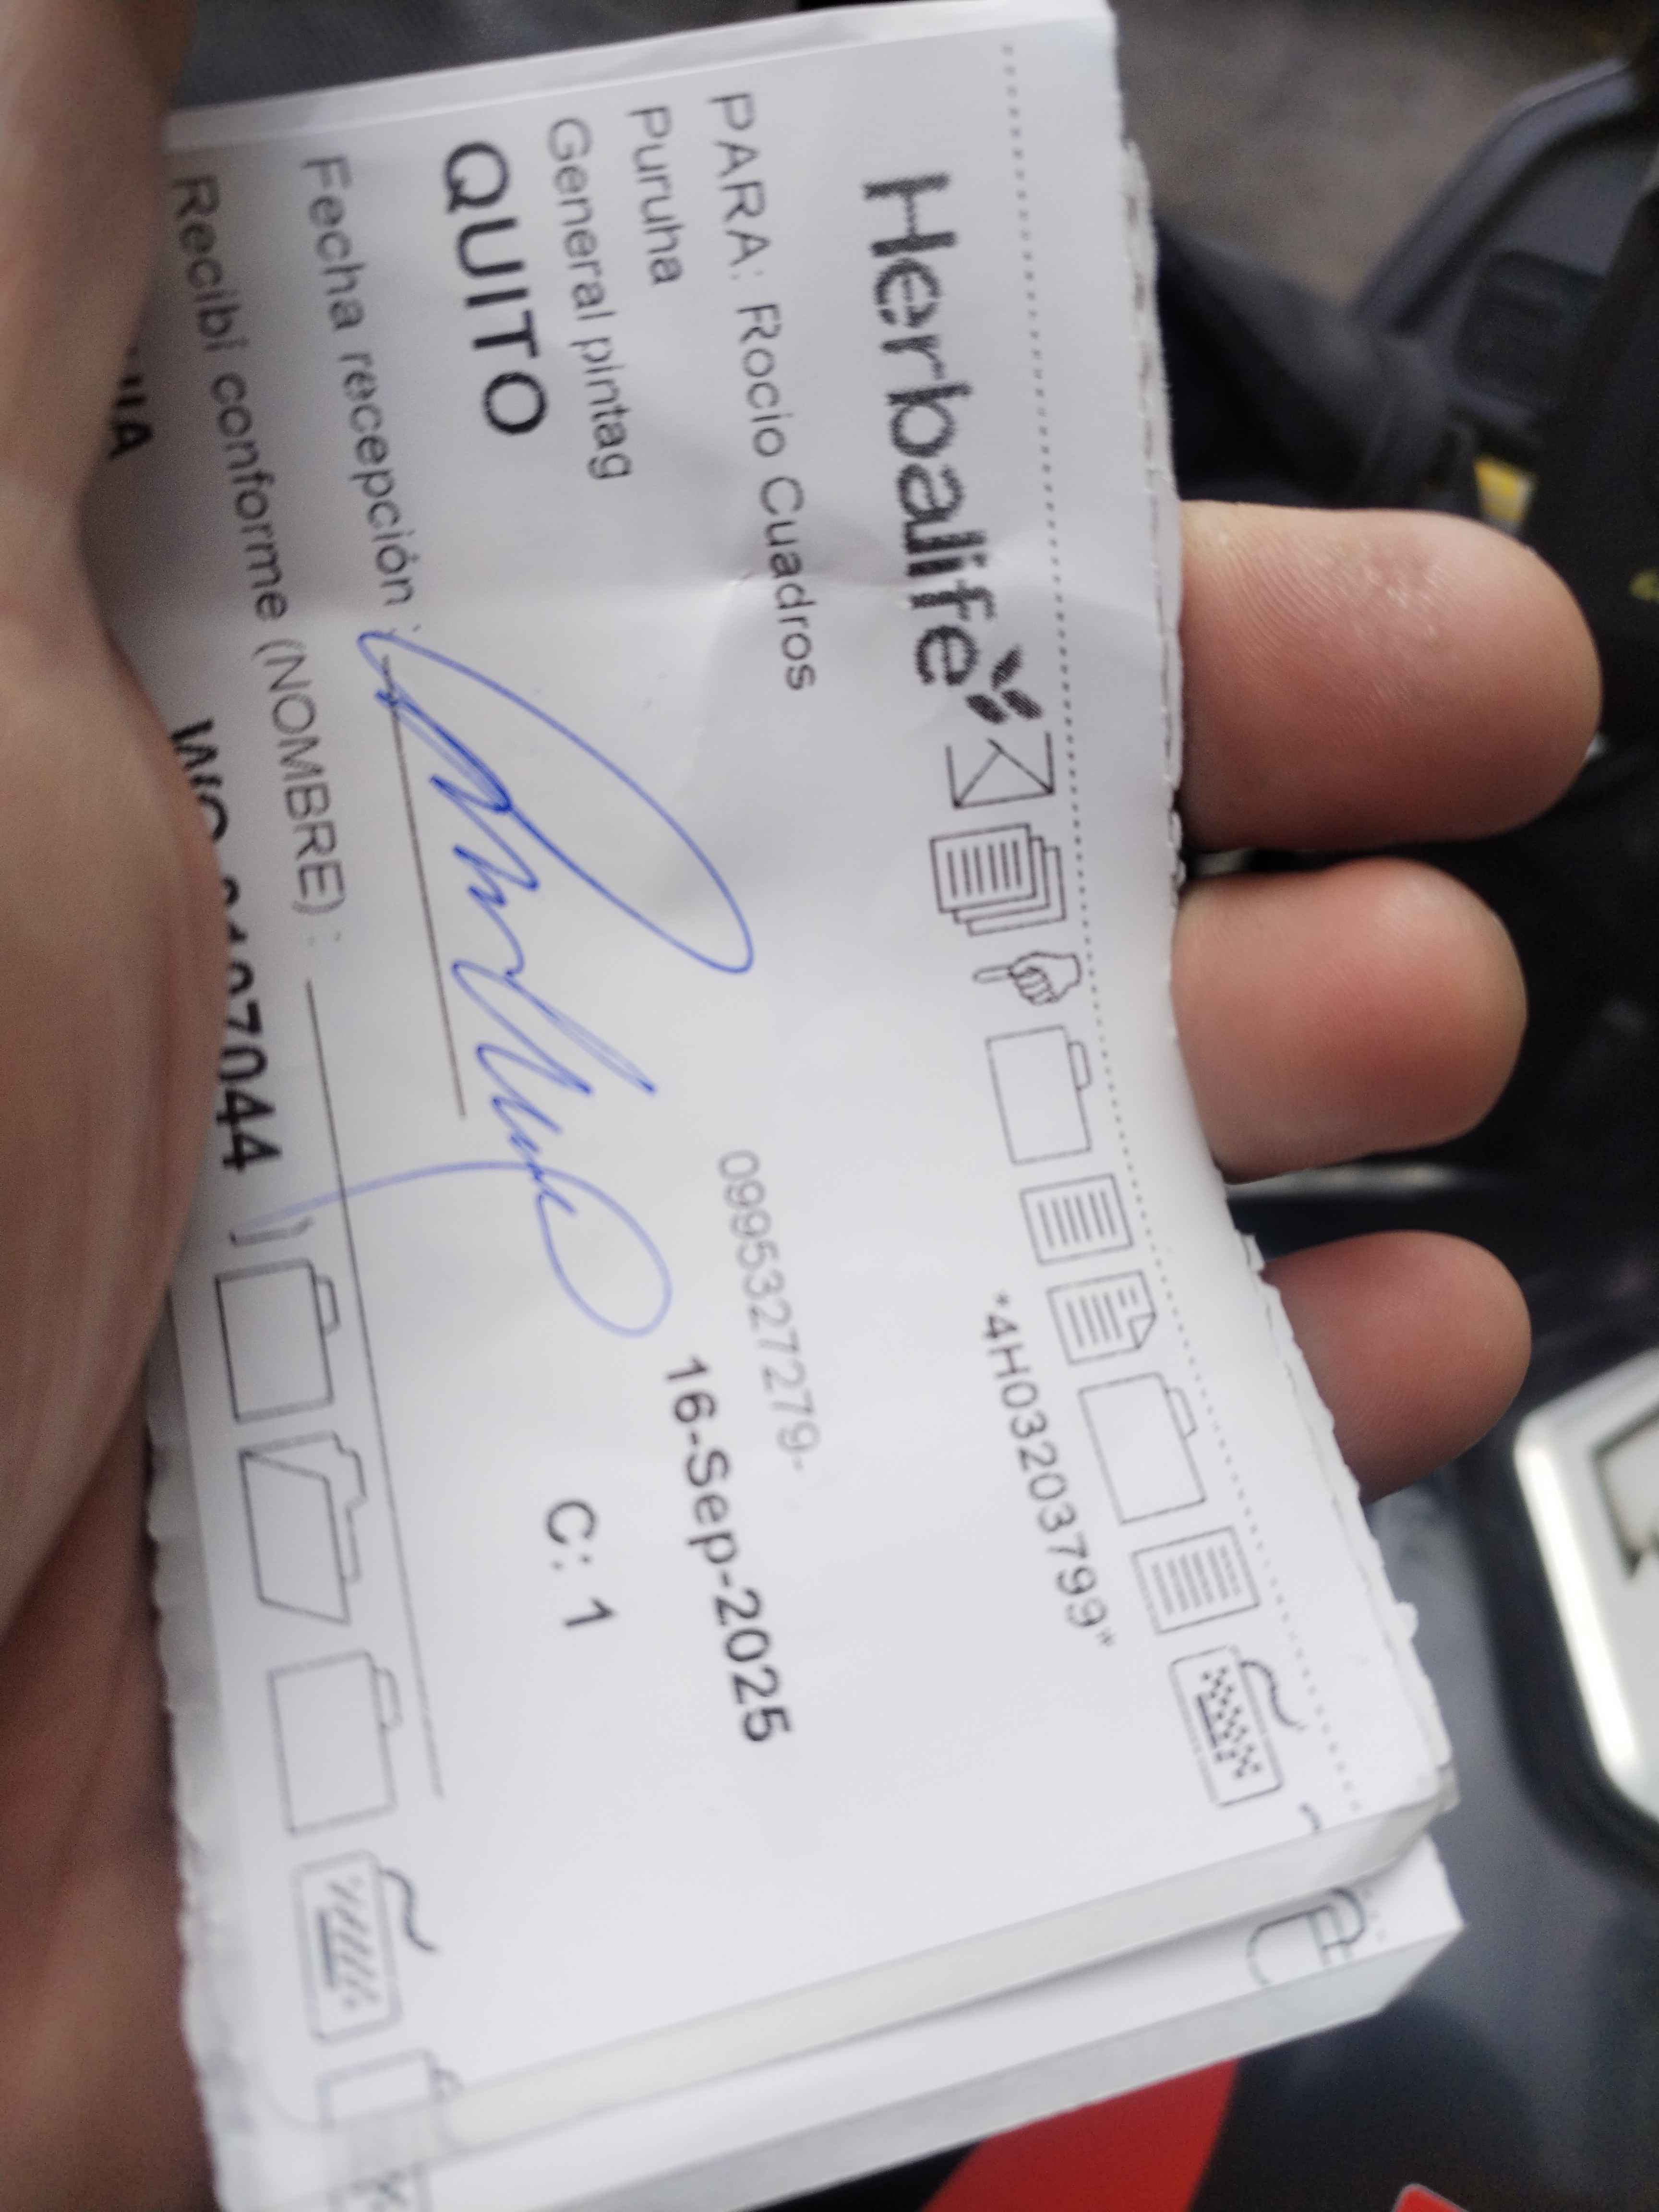 Herbalife
*4H03203799*
PARA: Rocio Cuadros
0995327279-
Puruha
16-Sep-2025
General pintag
C: 1
QUITO
Fecha recepción :
Recibí conforme (NOMBRE) :